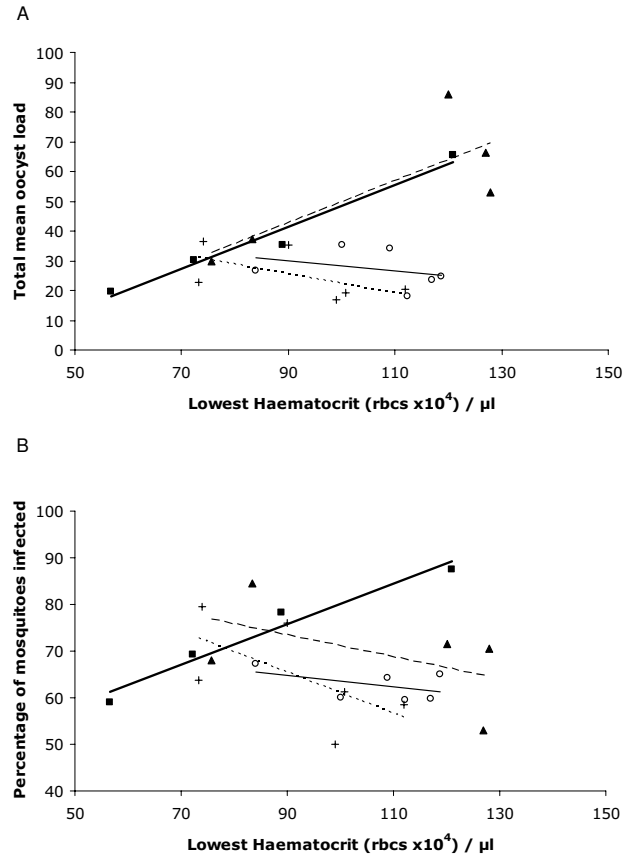 A
100
90
80
70
60
50
40
30
20
10
0
Total mean oocyst load
50 70 90 110 130 150
Lowest Haematocrit (rbcs x10⁴) / µl
B
100
90
80
70
60
50
40
Percentage of mosquitoes infected
50 70 90 110 130 150
Lowest Haematocrit (rbcs x10⁴) / µl